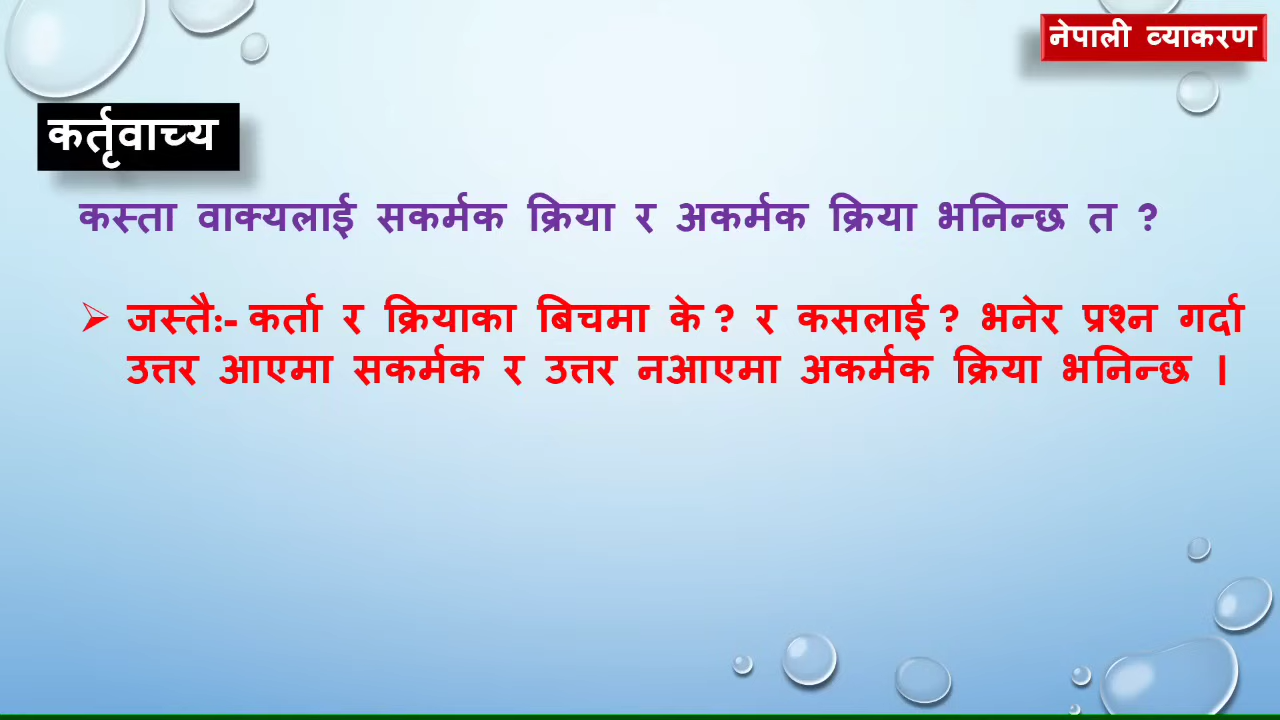 नेपाली व्याकरण
कर्तृवाच्य
कस्ता वाक्यलाई सकर्मक क्रिया र अकर्मक क्रिया भनिन्छ त ?
➢ जस्तैः- कर्ता र क्रियाका बिचमा के ? र कसलाई ? भनेर प्रश्न गर्दा
उत्तर आएमा सकर्मक र उत्तर नआएमा अकर्मक क्रिया भनिन्छ ।